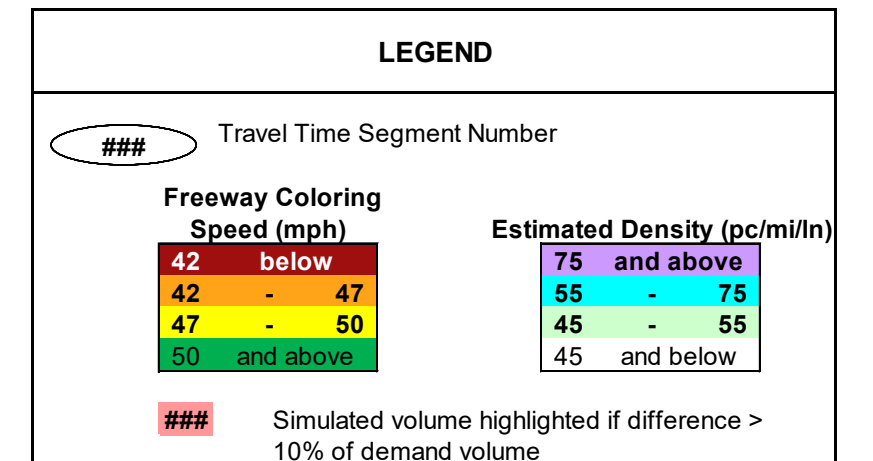 LEGEND
### Travel Time Segment Number
Freeway Coloring
Speed (mph)
42 below
42 - 47
47 - 50
50 and above
Estimated Density (pc/mi/ln)
75 and above
55 - 75
45 - 55
45 and below
### Simulated volume highlighted if difference >
10% of demand volume